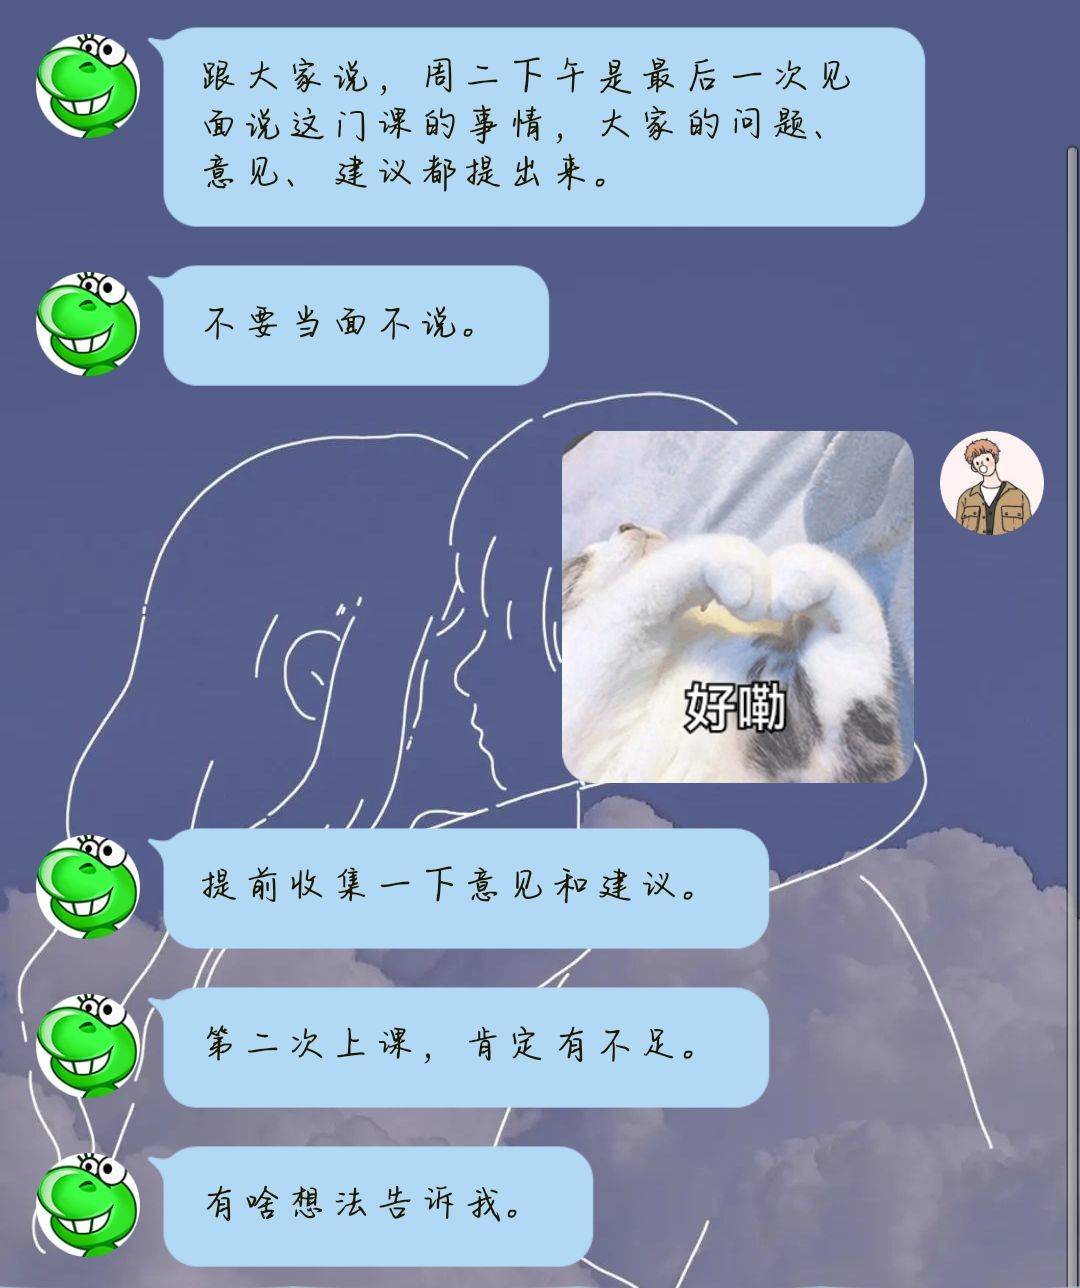 跟大家说，周二下午是最后一次见
面说这门课的事情，大家的问题、
意见、建议都提出来。
不要当面不说。
好嘞
提前收集一下意见和建议。
第二次上课，肯定有不足。
有啥想法告诉我。